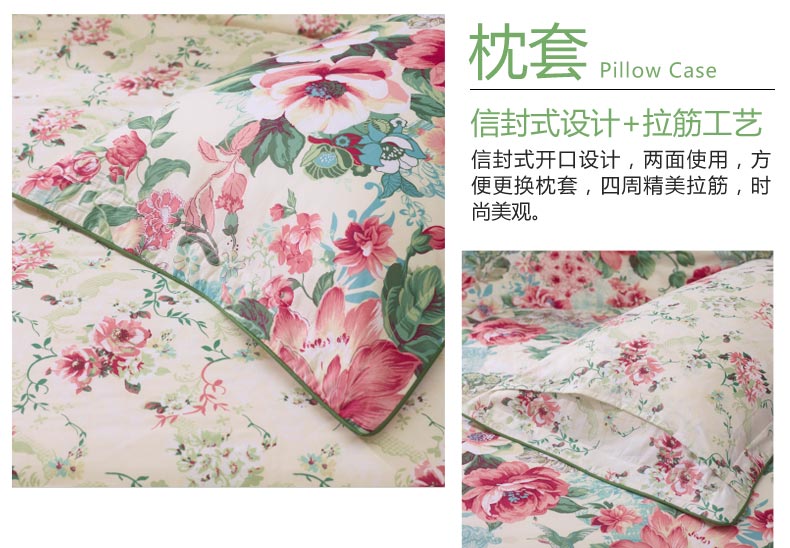 枕套 Pillow Case
信封式设计+拉筋工艺
信封式开口设计，两面使用，方
便更换枕套，四周精美拉筋，时
尚美观。